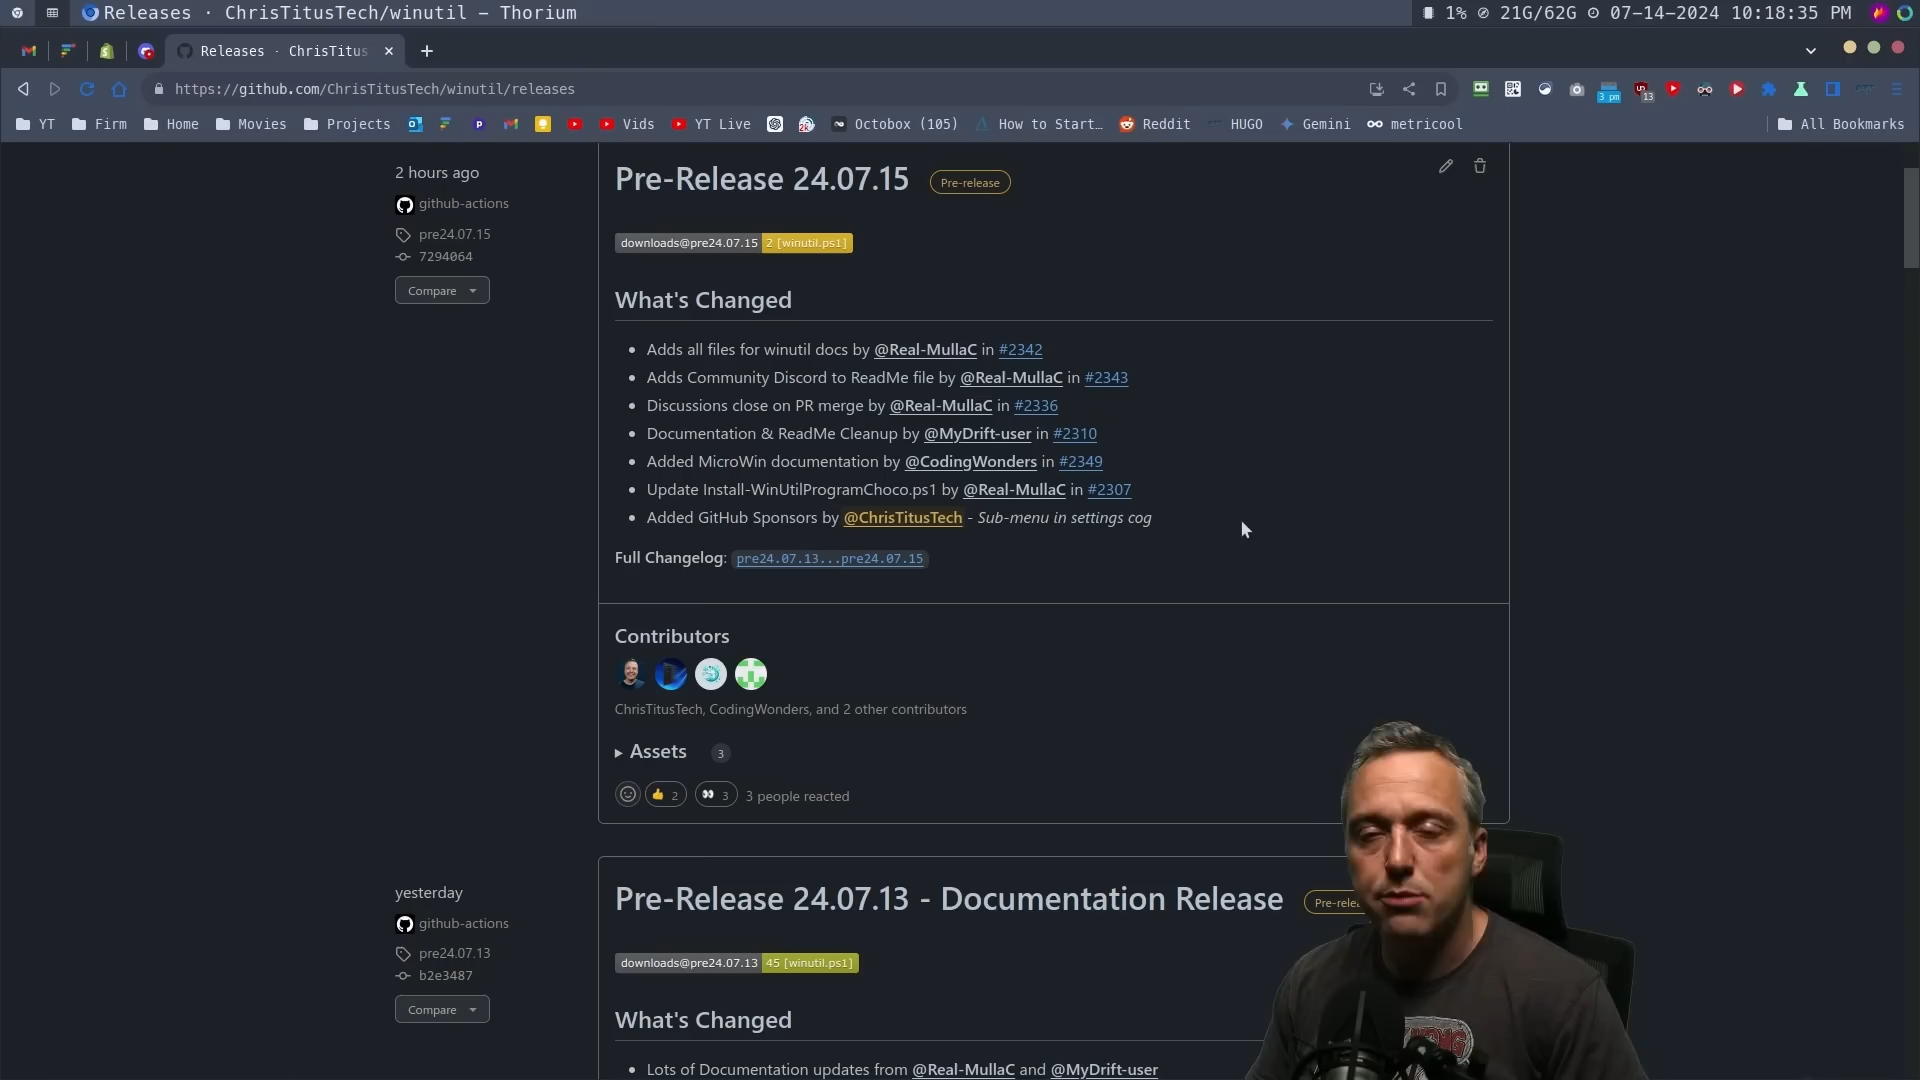 Releases · ChrisTitusTech/winutil – Thorium
1% 21G/62G 07-14-2024 10:18:35 PM
Releases · ChrisTitus
https://github.com/ChrisTitusTech/winutil/releases
3 pm
13
YT Firm Home Movies Projects Vids YT Live Octobox (105) How to Start… Reddit HUGO Gemini metricool All Bookmarks
2 hours ago
github-actions
pre24.07.15
7294064
Compare
Pre-Release 24.07.15 Pre-release
downloads@pre24.07.15 2 [winutil.ps1]
What's Changed
Adds all files for winutil docs by @Real-MullaC in #2342
Adds Community Discord to ReadMe file by @Real-MullaC in #2343
Discussions close on PR merge by @Real-MullaC in #2336
Documentation & ReadMe Cleanup by @MyDrift-user in #2310
Added MicroWin documentation by @CodingWonders in #2349
Update Install-WinUtilProgramChoco.ps1 by @Real-MullaC in #2307
Added GitHub Sponsors by @ChrisTitusTech - Sub-menu in settings cog
Full Changelog: pre24.07.13...pre24.07.15
Contributors
ChrisTitusTech, CodingWonders, and 2 other contributors
Assets 3
2 3 3 people reacted
yesterday
github-actions
pre24.07.13
b2e3487
Compare
Pre-Release 24.07.13 - Documentation Release Pre-rele
downloads@pre24.07.13 45 [winutil.ps1]
What's Changed
Lots of Documentation updates from @Real-MullaC and @MyDrift-user